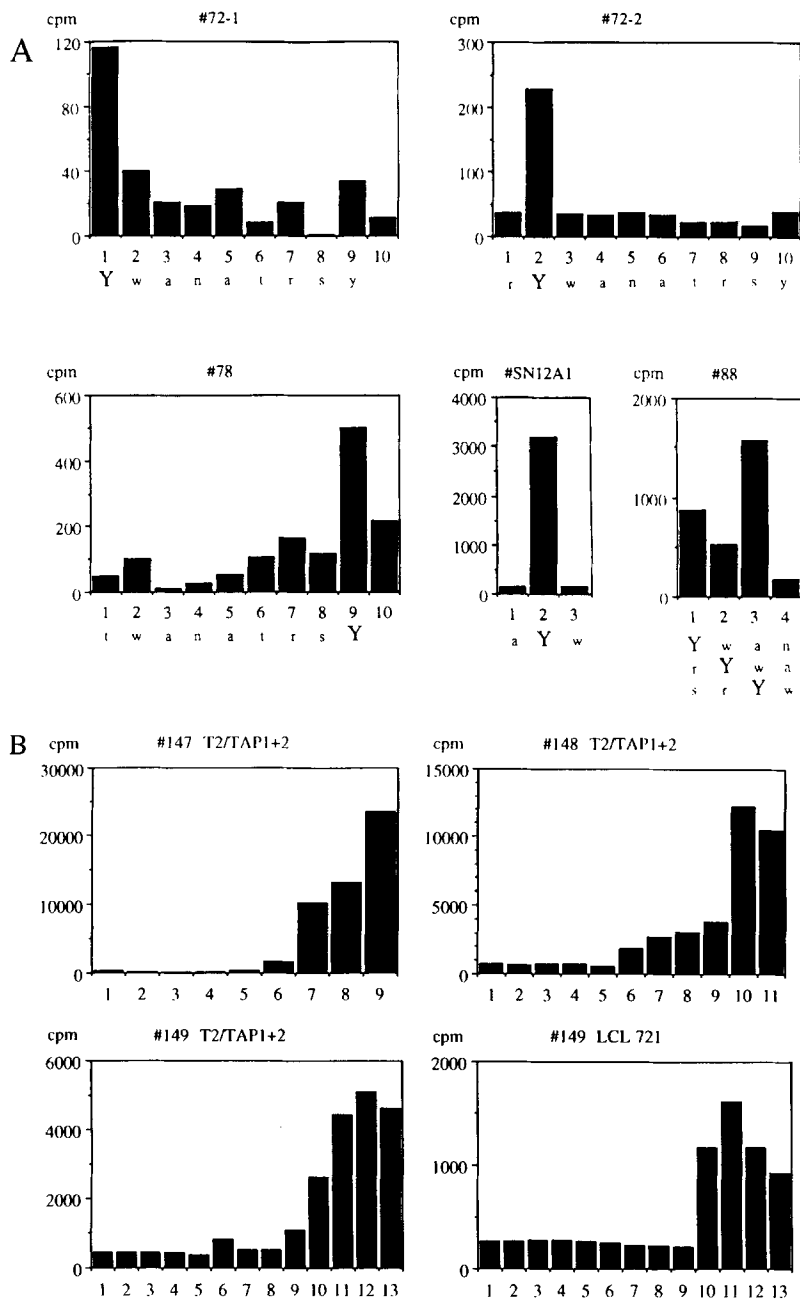 A
cpm #72-1
120
80
40
0
1 2 3 4 5 6 7 8 9 10
Y w a n a t r s y
cpm #72-2
300
200
100
0
1 2 3 4 5 6 7 8 9 10
r Y w a n a t r s y
cpm #78
600
400
200
0
1 2 3 4 5 6 7 8 9 10
t w a n a t r s Y
cpm #SN12A1
4000
3000
2000
1000
0
1 2 3
a Y w
cpm #88
2000
1000
0
1 2 3 4
Y w a n
r Y w a
s r Y w
B
cpm #147 T2/TAP1+2
30000
20000
10000
0
1 2 3 4 5 6 7 8 9
cpm #148 T2/TAP1+2
15000
10000
5000
0
1 2 3 4 5 6 7 8 9 10 11
cpm #149 T2/TAP1+2
6000
4000
2000
0
1 2 3 4 5 6 7 8 9 10 11 12 13
cpm #149 LCL 721
2000
1000
0
1 2 3 4 5 6 7 8 9 10 11 12 13